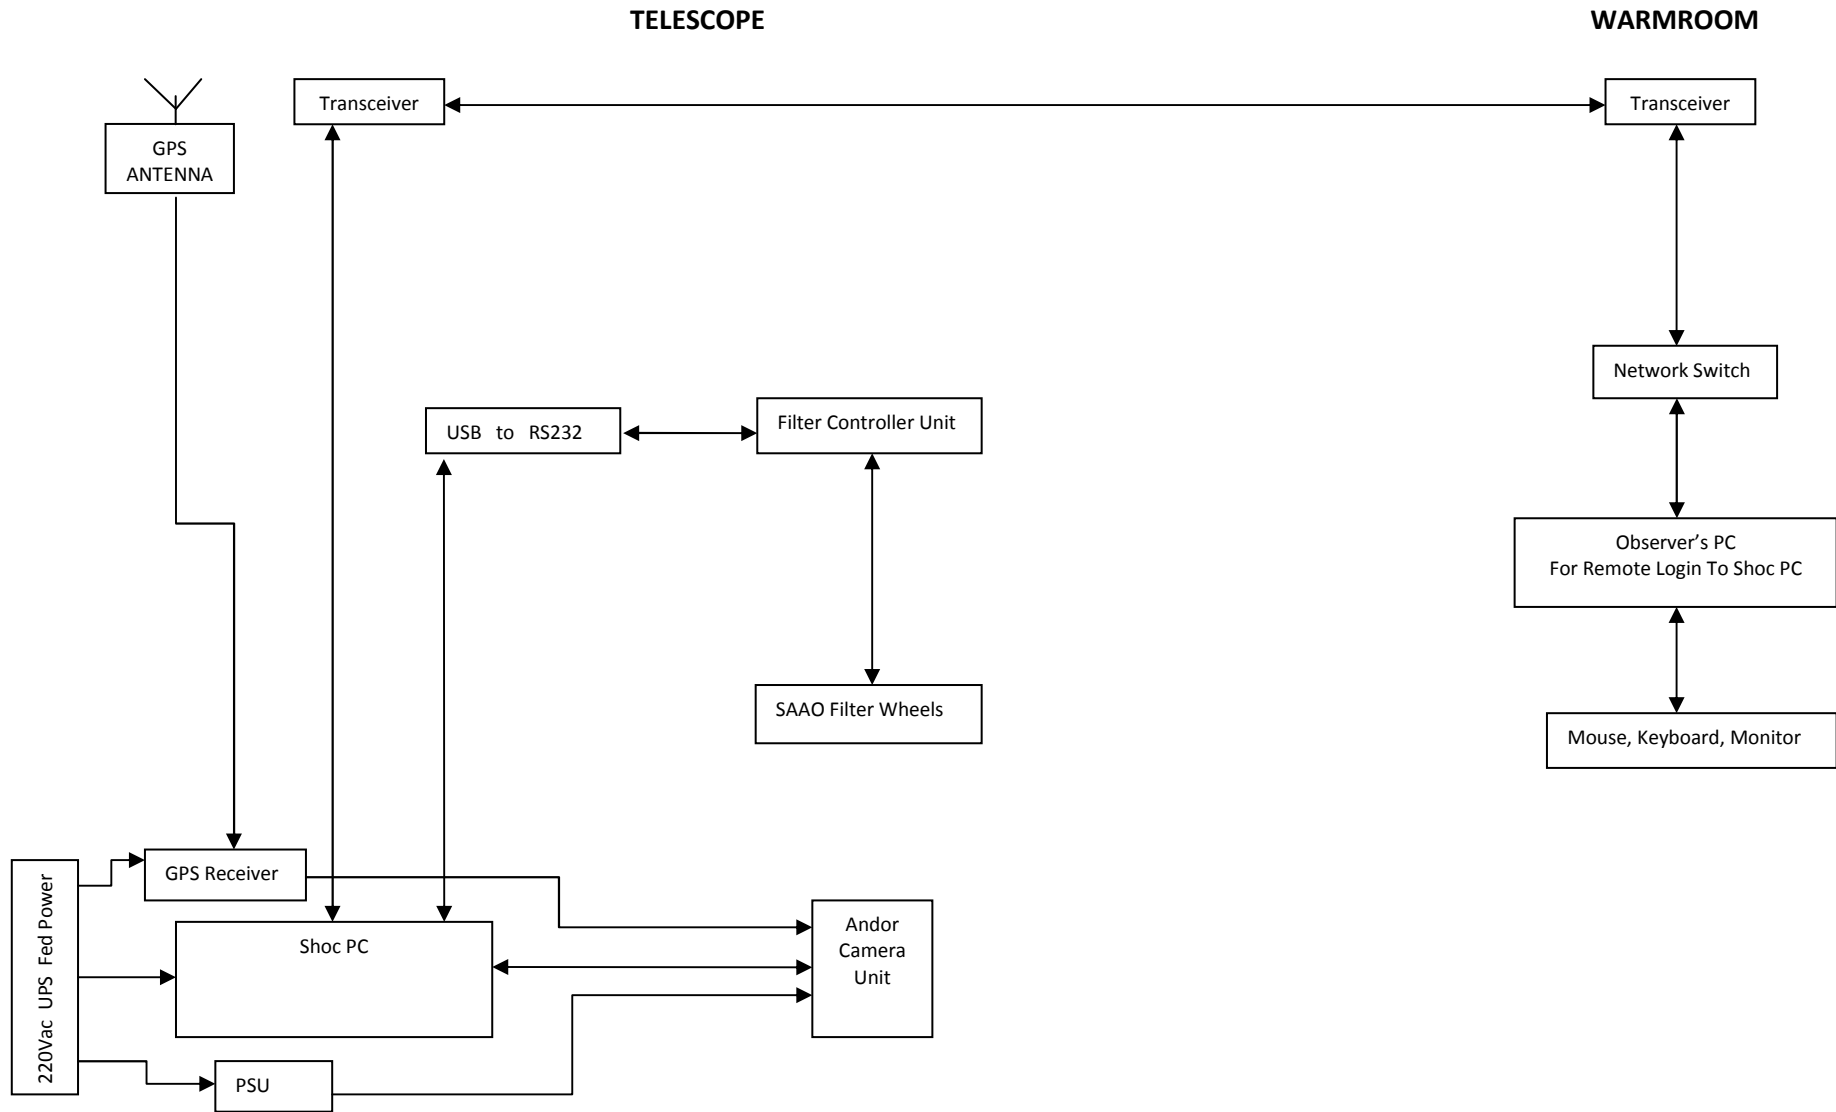 TELESCOPE
WARMROOM
Transceiver
Transceiver
GPS
ANTENNA
Network Switch
USB to RS232
Filter Controller Unit
Observer’s PC
For Remote Login To Shoc PC
SAAO Filter Wheels
Mouse, Keyboard, Monitor
GPS Receiver
220Vac UPS Fed Power
Shoc PC
Andor
Camera
Unit
PSU